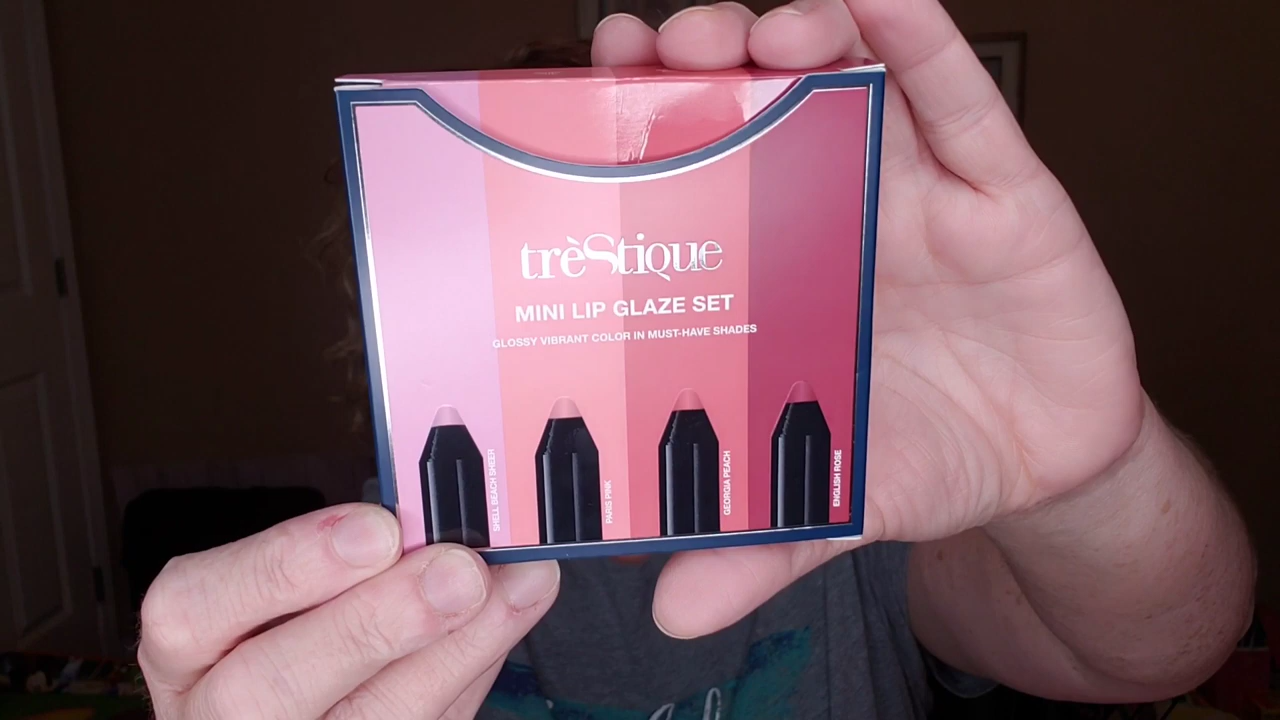 trèStique
MINI LIP GLAZE SET
GLOSSY VIBRANT COLOR IN MUST-HAVE SHADES
SHELL BEACH SHEER
PARIS PINK
GEORGIA PEACH
ENGLISH ROSE